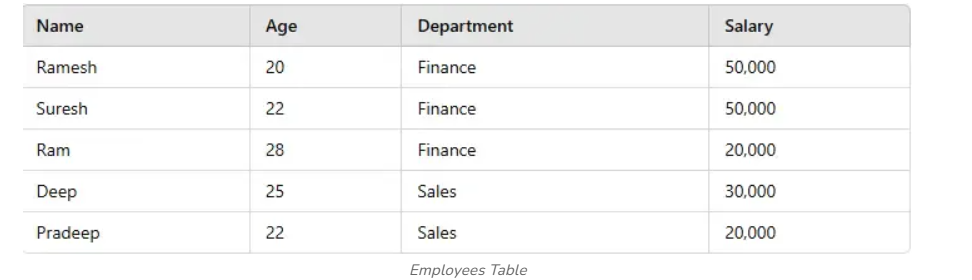 Name Age Department Salary
Ramesh 20 Finance 50,000
Suresh 22 Finance 50,000
Ram 28 Finance 20,000
Deep 25 Sales 30,000
Pradeep 22 Sales 20,000
Employees Table